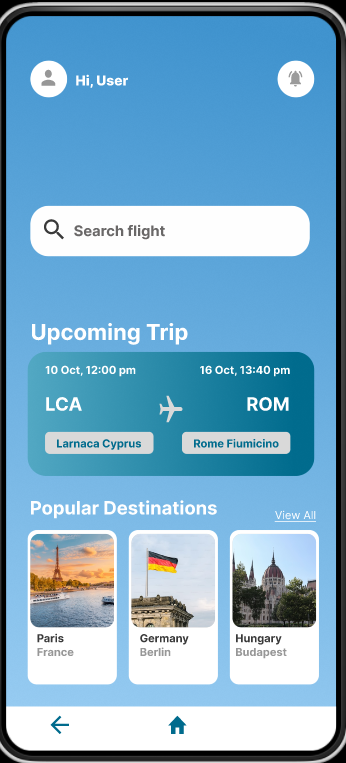 Hi, User
Search flight
Upcoming Trip
10 Oct, 12:00 pm 16 Oct, 13:40 pm
LCA ROM
Larnaca Cyprus Rome Fiumicino
Popular Destinations
View All
Paris Germany Hungary
France Berlin Budapest